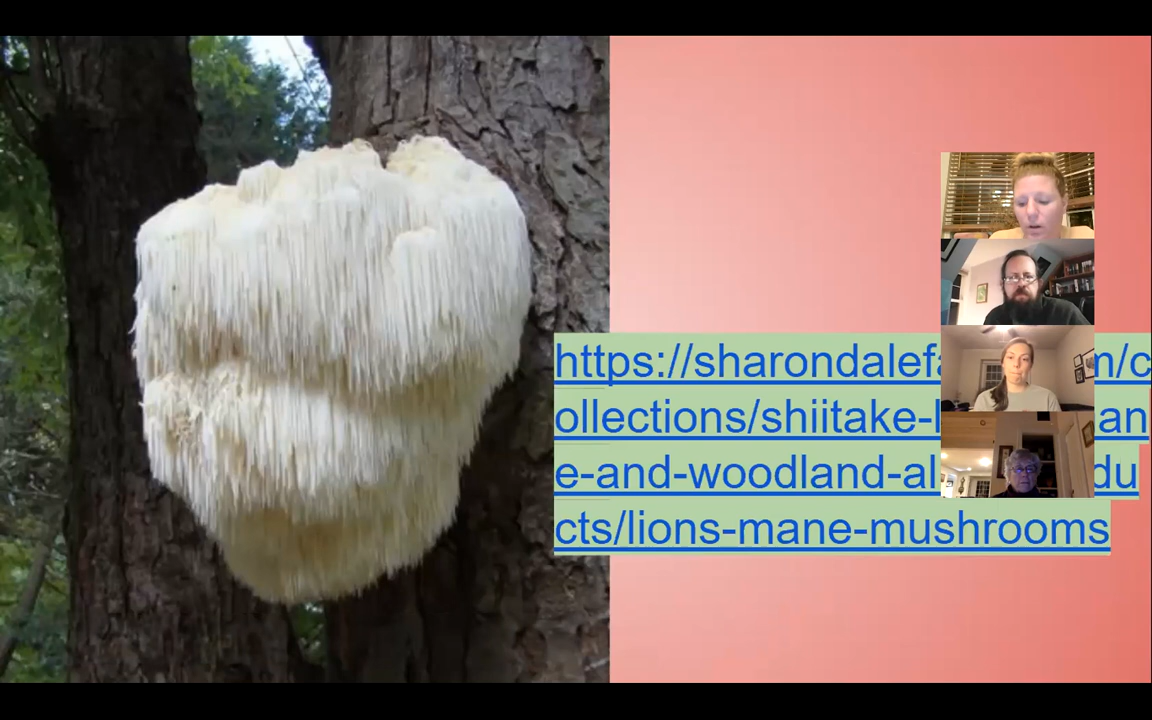 https://sharondalefa m/c
ollections/shiitake-l an
e-and-woodland-al du
cts/lions-mane-mushrooms